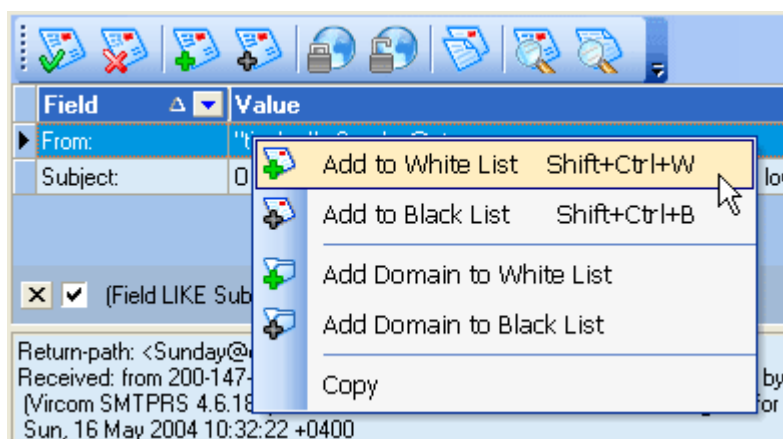 Field Value
From:
Add to White List Shift+Ctrl+W
Subject:
Add to Black List Shift+Ctrl+B
Add Domain to White List
(Field LIKE Sub
Add Domain to Black List
Return-path: <Sunday@
Received: from 200-147- by
Copy
(Vircom SMTPRS 4.6.18 for
Sun, 16 May 2004 10:32:22 +0400